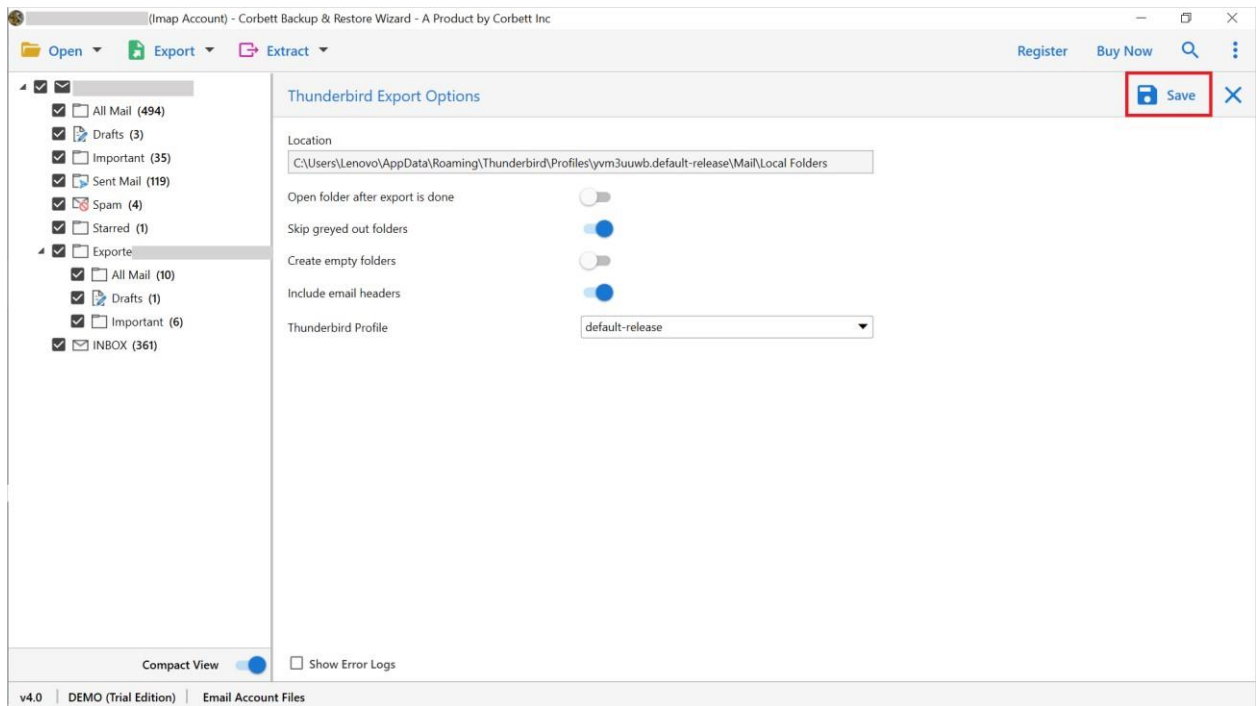 (Imap Account) - Corbett Backup & Restore Wizard - A Product by Corbett Inc
Open Export Extract Register Buy Now
Thunderbird Export Options Save
All Mail (494)
Drafts (3)
Important (35)
Sent Mail (119)
Spam (4)
Starred (1)
Exporte
All Mail (10)
Drafts (1)
Important (6)
INBOX (361)
Location
C:\Users\Lenovo\AppData\Roaming\Thunderbird\Profiles\yvm3uuwb.default-release\Mail\Local Folders
Open folder after export is done
Skip greyed out folders
Create empty folders
Include email headers
Thunderbird Profile default-release
Compact View Show Error Logs
v4.0 DEMO (Trial Edition) Email Account Files